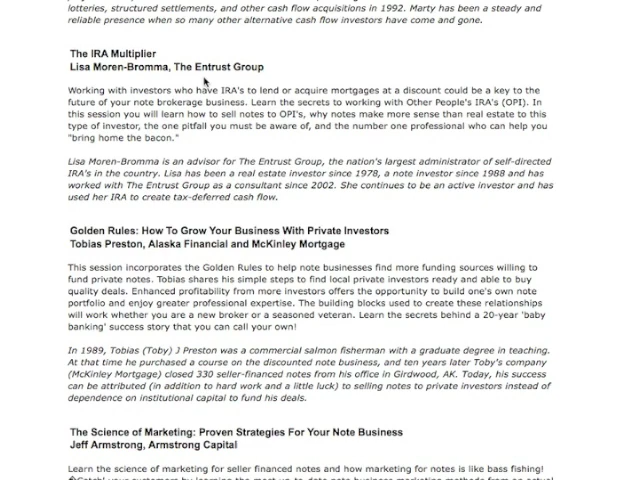 lotteries, structured settlements, and other cash flow acquisitions in 1992. Marty has been a steady and
reliable presence when so many other alternative cash flow investors have come and gone.
The IRA Multiplier
Lisa Moren-Bromma, The Entrust Group
Working with investors who have IRA's to lend or acquire mortgages at a discount could be a key to the
future of your note brokerage business. Learn the secrets to working with Other People's IRA's (OPI). In
this session you will learn how to sell notes to OPI's, why notes make more sense than real estate to this
type of investor, the one pitfall you must be aware of, and the number one professional who can help you
"bring home the bacon."
Lisa Moren-Bromma is an advisor for The Entrust Group, the nation's largest administrator of self-directed
IRA's in the country. Lisa has been a real estate investor since 1978, a note investor since 1988 and has
worked with The Entrust Group as a consultant since 2002. She continues to be an active investor and has
used her IRA to create tax-deferred cash flow.
Golden Rules: How To Grow Your Business With Private Investors
Tobias Preston, Alaska Financial and McKinley Mortgage
This session incorporates the Golden Rules to help note businesses find more funding sources willing to
fund private notes. Tobias shares his simple steps to find local private investors ready and able to buy
quality deals. Enhanced profitability from more investors offers the opportunity to build one's own note
portfolio and enjoy greater professional expertise. The building blocks used to create these relationships
will work whether you are a new broker or a seasoned veteran. Learn the secrets behind a 20-year 'baby
banking' success story that you can call your own!
In 1989, Tobias (Toby) J Preston was a commercial salmon fisherman with a graduate degree in teaching.
At that time he purchased a course on the discounted note business, and ten years later Toby's company
(McKinley Mortgage) closed 330 seller-financed notes from his office in Girdwood, AK. Today, his success
can be attributed (in addition to hard work and a little luck) to selling notes to private investors instead of
dependence on institutional capital to fund his deals.
The Science of Marketing: Proven Strategies For Your Note Business
Jeff Armstrong, Armstrong Capital
Learn the science of marketing for seller financed notes and how marketing for notes is like bass fishing!
�Catch! your customers by learning the most up-to-date note business marketing methods from an actual